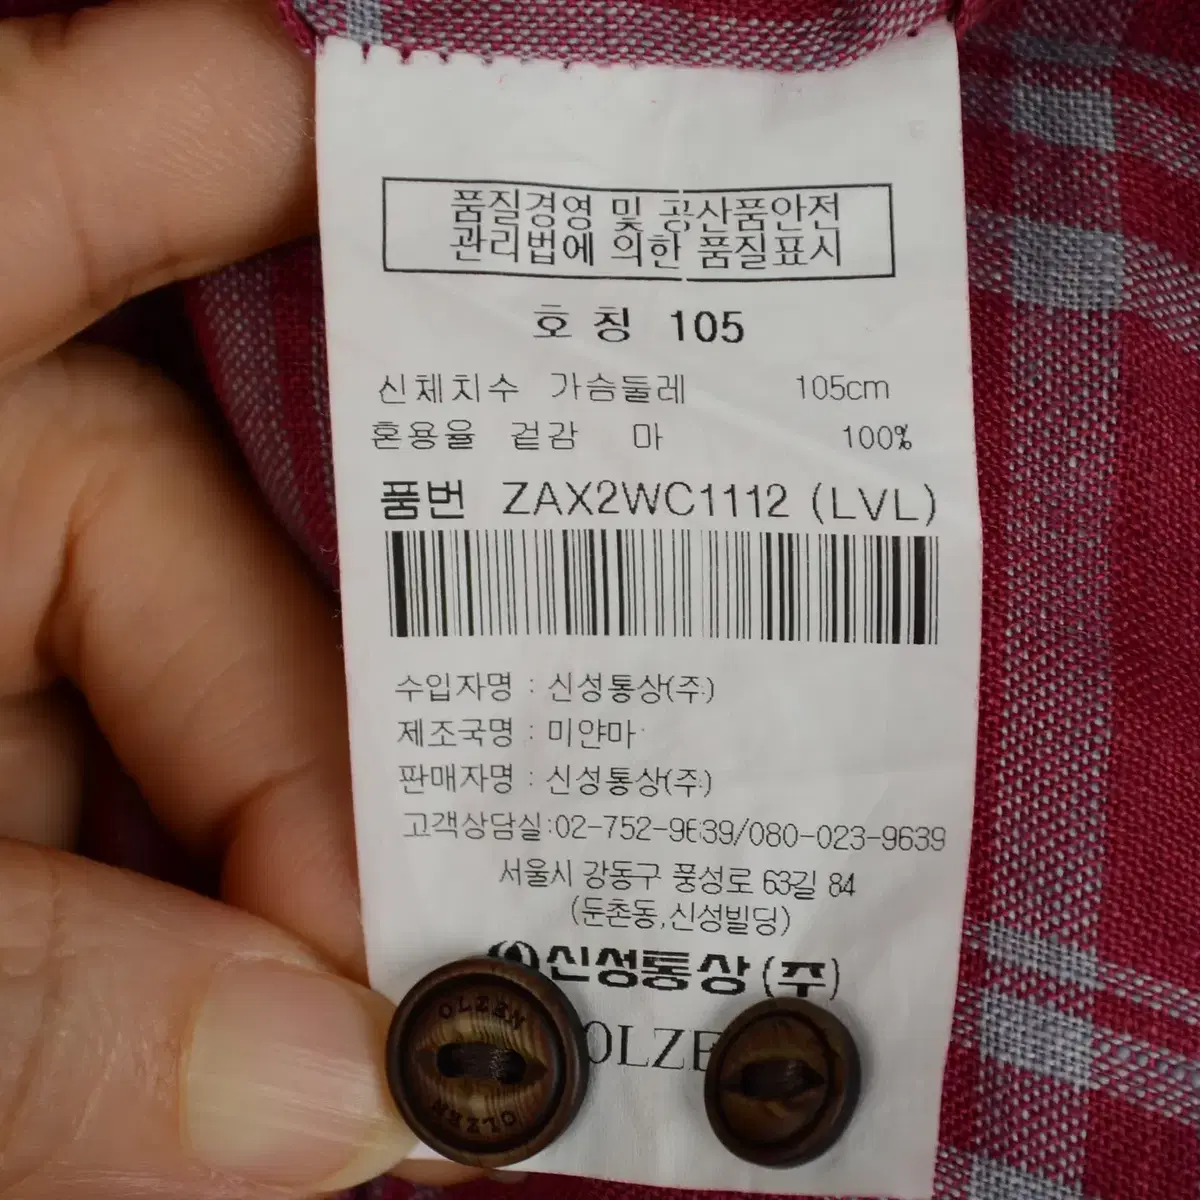 품질경영 및 공산품안전
관리법에 의한 품질표시
호 칭 105
신체치수 가슴둘레 105cm
혼용율 겉감 마 100%
품번 ZAX2WC1112 (LVL)
수입자명 : 신성통상(주)
제조국명 : 미얀마
판매자명 : 신성통상(주)
고객상담실:02-752-9639/080-023-9639
서울시 강동구 풍성로 63길 84
(둔촌동,신성빌딩)
신성통상(주)
OLZEN
OLZEN